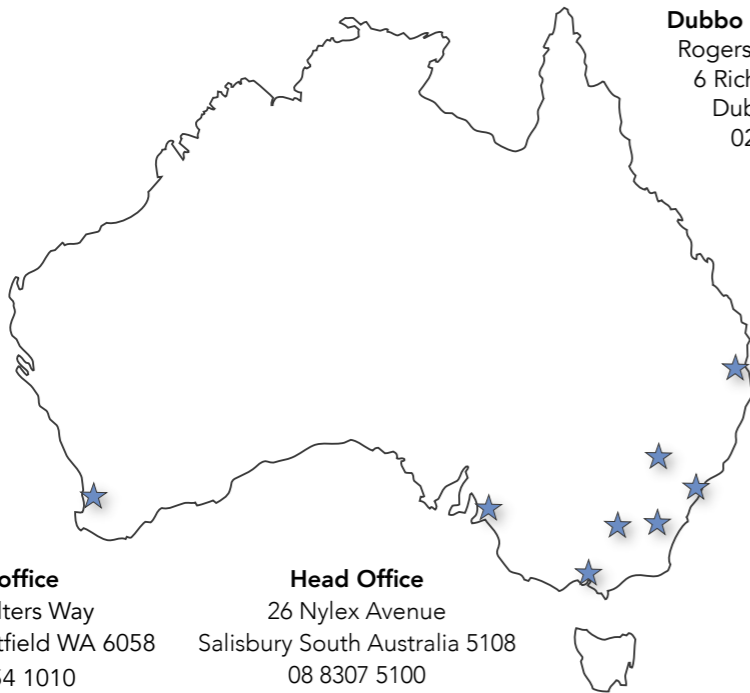 Dubbo
Rogers
6 Rich
Dub
02
office
lters Way
tfield WA 6058
54 1010
Head Office
26 Nylex Avenue
Salisbury South Australia 5108
08 8307 5100